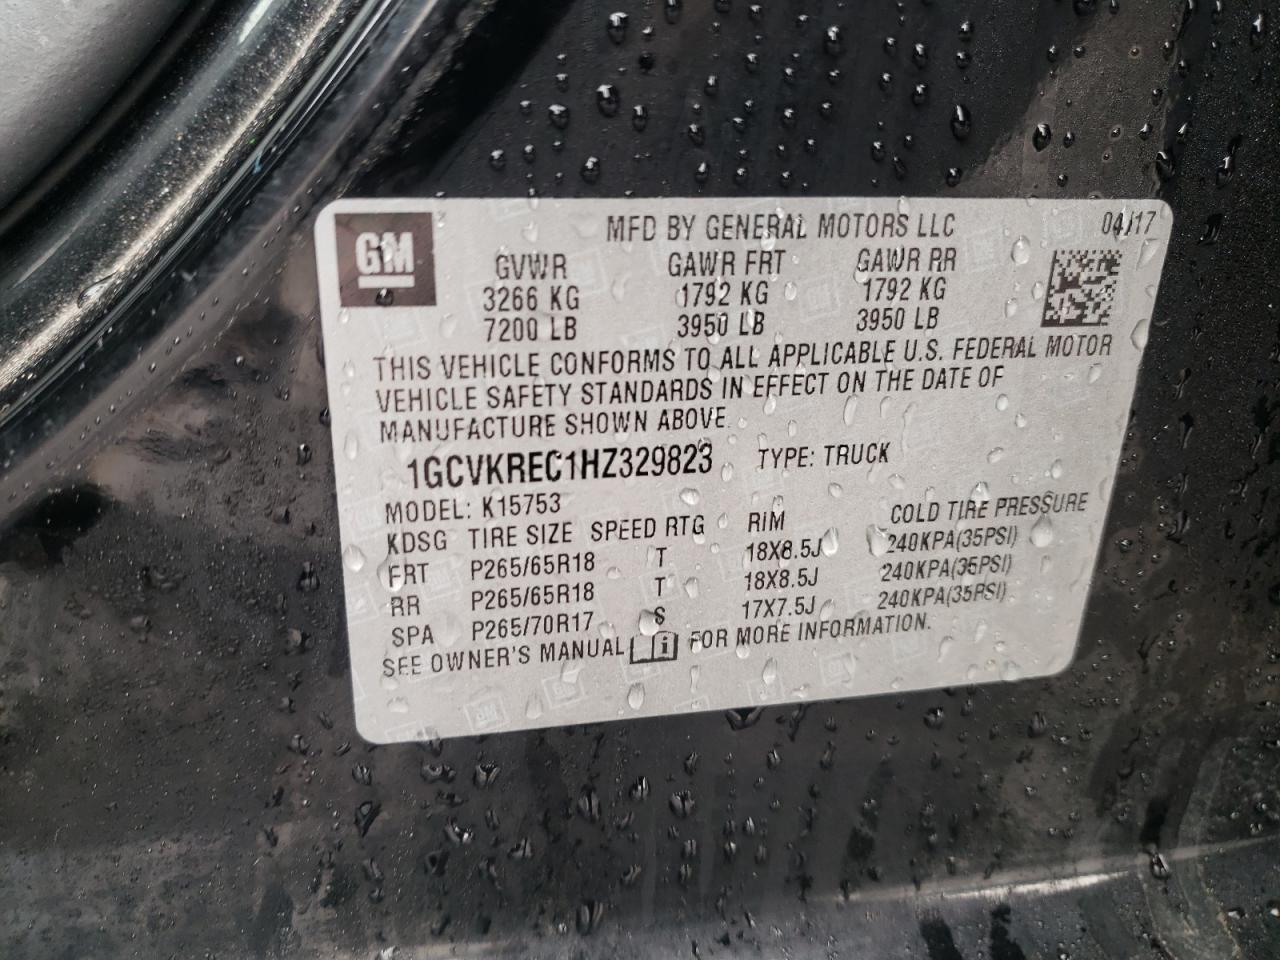 GM
MFD BY GENERAL MOTORS LLC 04/17
GVWR GAWR FRT GAWR RR
3266 KG 1792 KG 1792 KG
7200 LB 3950 LB 3950 LB
THIS VEHICLE CONFORMS TO ALL APPLICABLE U.S. FEDERAL MOTOR
VEHICLE SAFETY STANDARDS IN EFFECT ON THE DATE OF
MANUFACTURE SHOWN ABOVE.
1GCVKREC1HZ329823 TYPE: TRUCK
MODEL: K15753
KDSG TIRE SIZE SPEED RTG RIM COLD TIRE PRESSURE
FRT P265/65R18 T 18X8.5J 240KPA(35PSI)
RR P265/65R18 T 18X8.5J 240KPA(35PSI)
SPA P265/70R17 S 17X7.5J 240KPA(35PSI)
SEE OWNER'S MANUAL i FOR MORE INFORMATION.